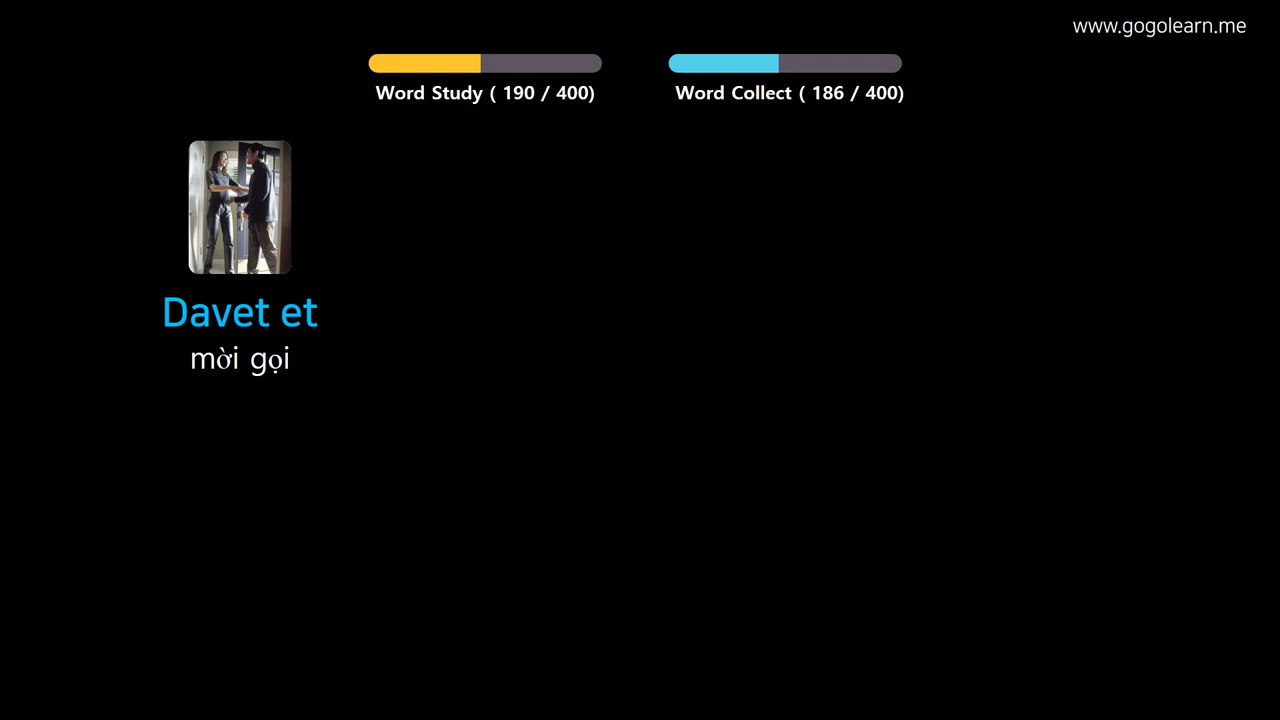 www.gogolearn.me
Word Study ( 190 / 400)
Word Collect ( 186 / 400)
Davet et
mời gọi